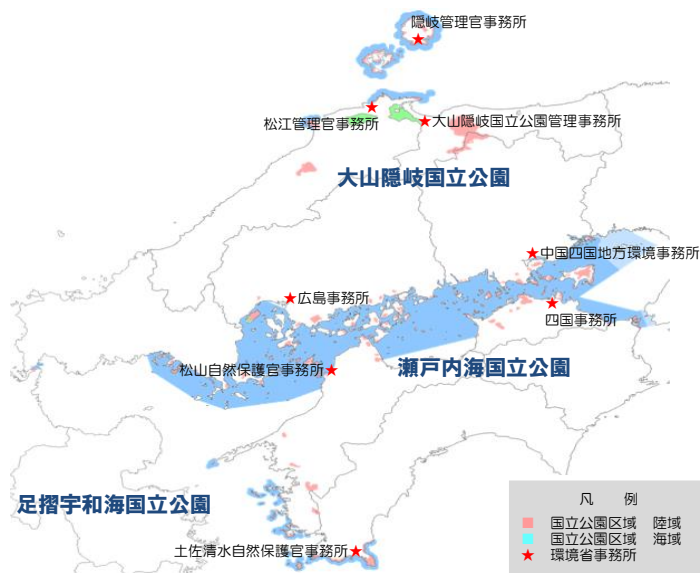 隠岐管理官事務所
松江管理官事務所
大山隠岐国立公園管理事務所
大山隠岐国立公園
中国四国地方環境事務所
広島事務所
四国事務所
松山自然保護官事務所
瀬戸内海国立公園
足摺宇和海国立公園
土佐清水自然保護官事務所
凡 例
国立公園区域 陸域
国立公園区域 海域
環境省事務所